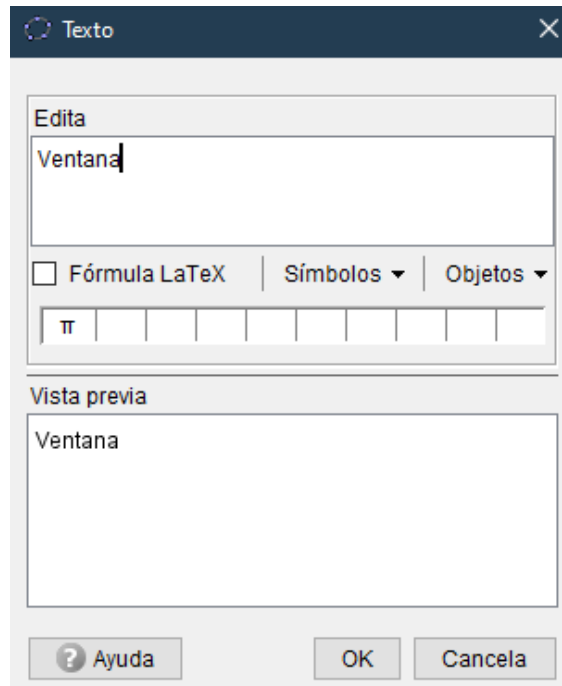 Texto
Edita
Ventana
Fórmula LaTeX Símbolos Objetos
π
Vista previa
Ventana
? Ayuda OK Cancela